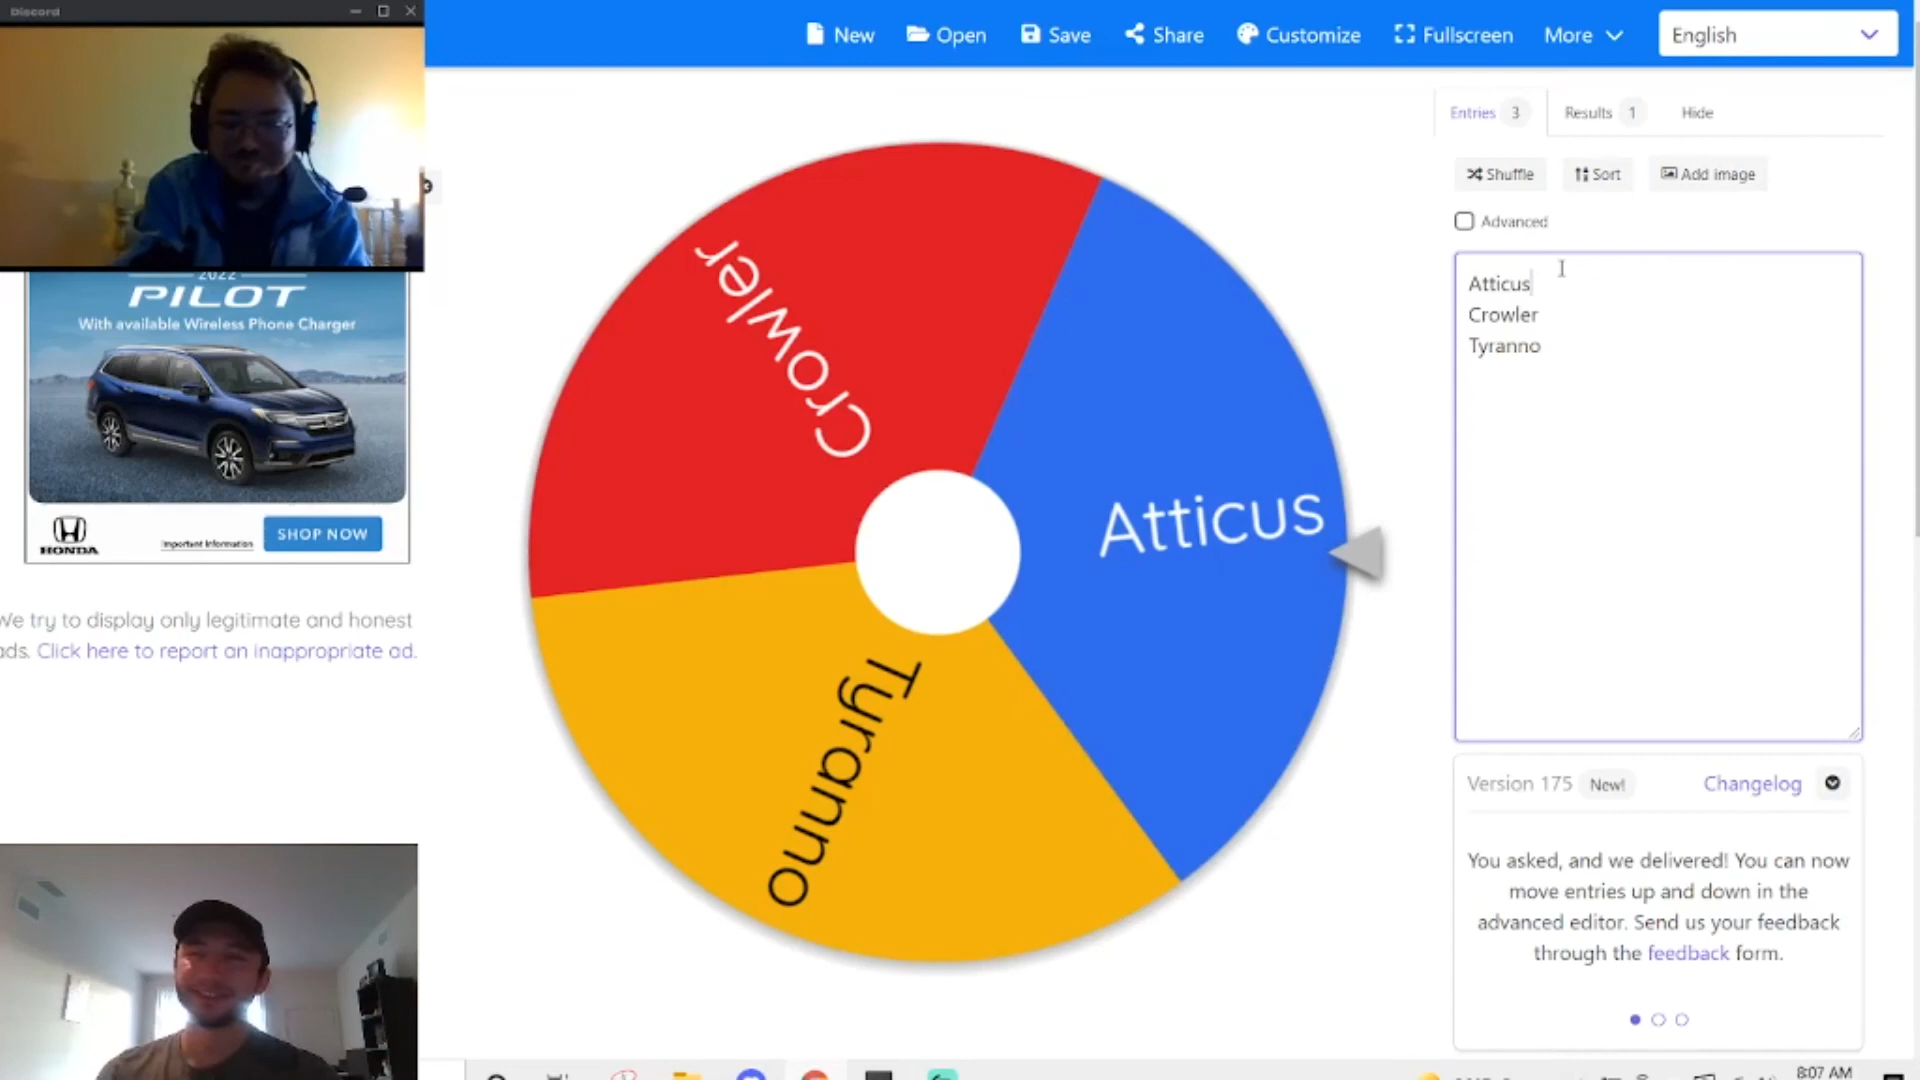 Discord
New
Open
Save
Share
Customize
Fullscreen
More
English
Entries 3
Results 1
Hide
Shuffle
Sort
Add image
Advanced
Atticus
Crowler
Tyranno
Crowler
Atticus
Tyranno
2022
PILOT
With available Wireless Phone Charger
HONDA
Important Information
SHOP NOW
We try to display only legitimate and honest
ads. Click here to report an inappropriate ad.
Version 175 New! Changelog
You asked, and we delivered! You can now
move entries up and down in the
advanced editor. Send us your feedback
through the feedback form.
8:07 AM